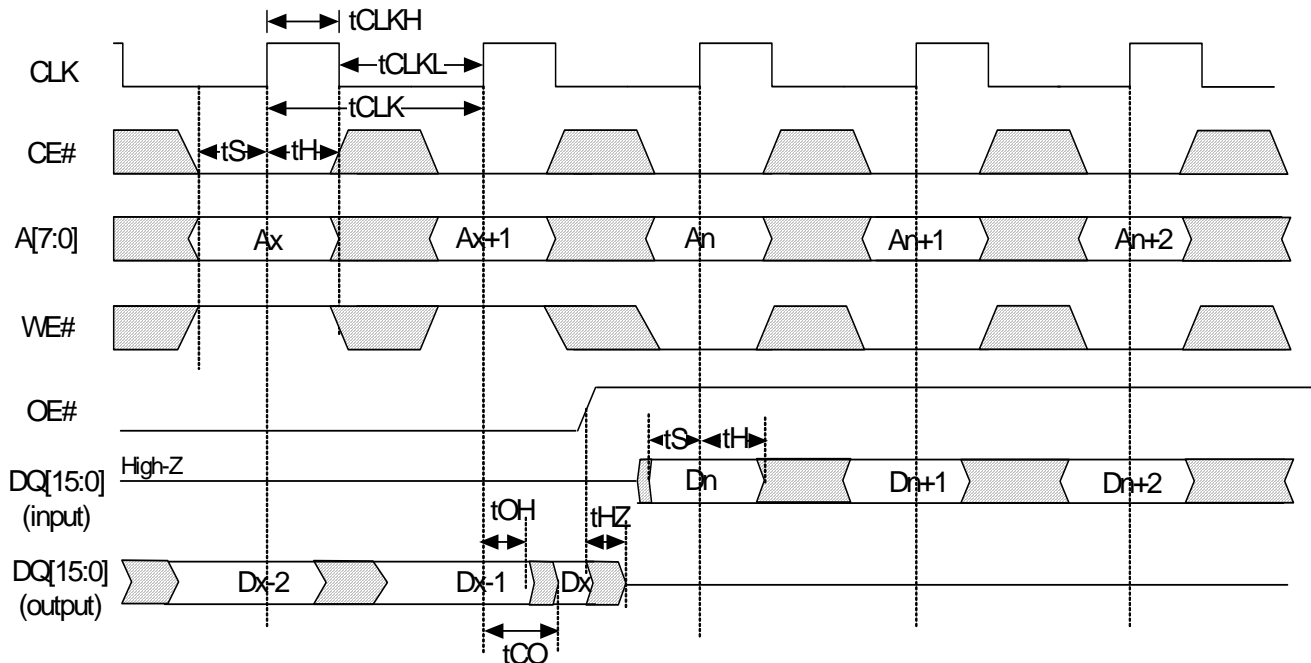 tCLKH
CLK
tCLKL
tCLK
CE#
tS
tH
A[7:0]
Ax
Ax+1
An
An+1
An+2
WE#
OE#
tS
tH
High-Z
DQ[15:0]
(input)
Dn
Dn+1
Dn+2
tOH
tHZ
DQ[15:0]
(output)
Dx-2
Dx-1
Dx
tCO